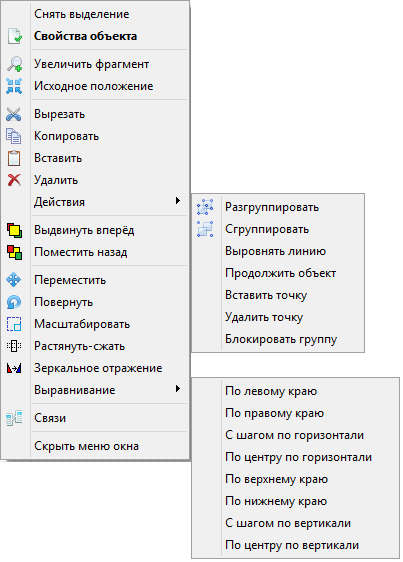 Снять выделение
Свойства объекта
Увеличить фрагмент
Исходное положение
Вырезать
Копировать
Вставить
Удалить
Действия
Разгруппировать
Сгруппировать
Выровнять линию
Продолжить объект
Вставить точку
Удалить точку
Блокировать группу
Выдвинуть вперёд
Поместить назад
Переместить
Повернуть
Масштабировать
Растянуть-сжать
Зеркальное отражение
Выравнивание
По левому краю
По правому краю
С шагом по горизонтали
По центру по горизонтали
По верхнему краю
По нижнему краю
С шагом по вертикали
По центру по вертикали
Связи
Скрыть меню окна